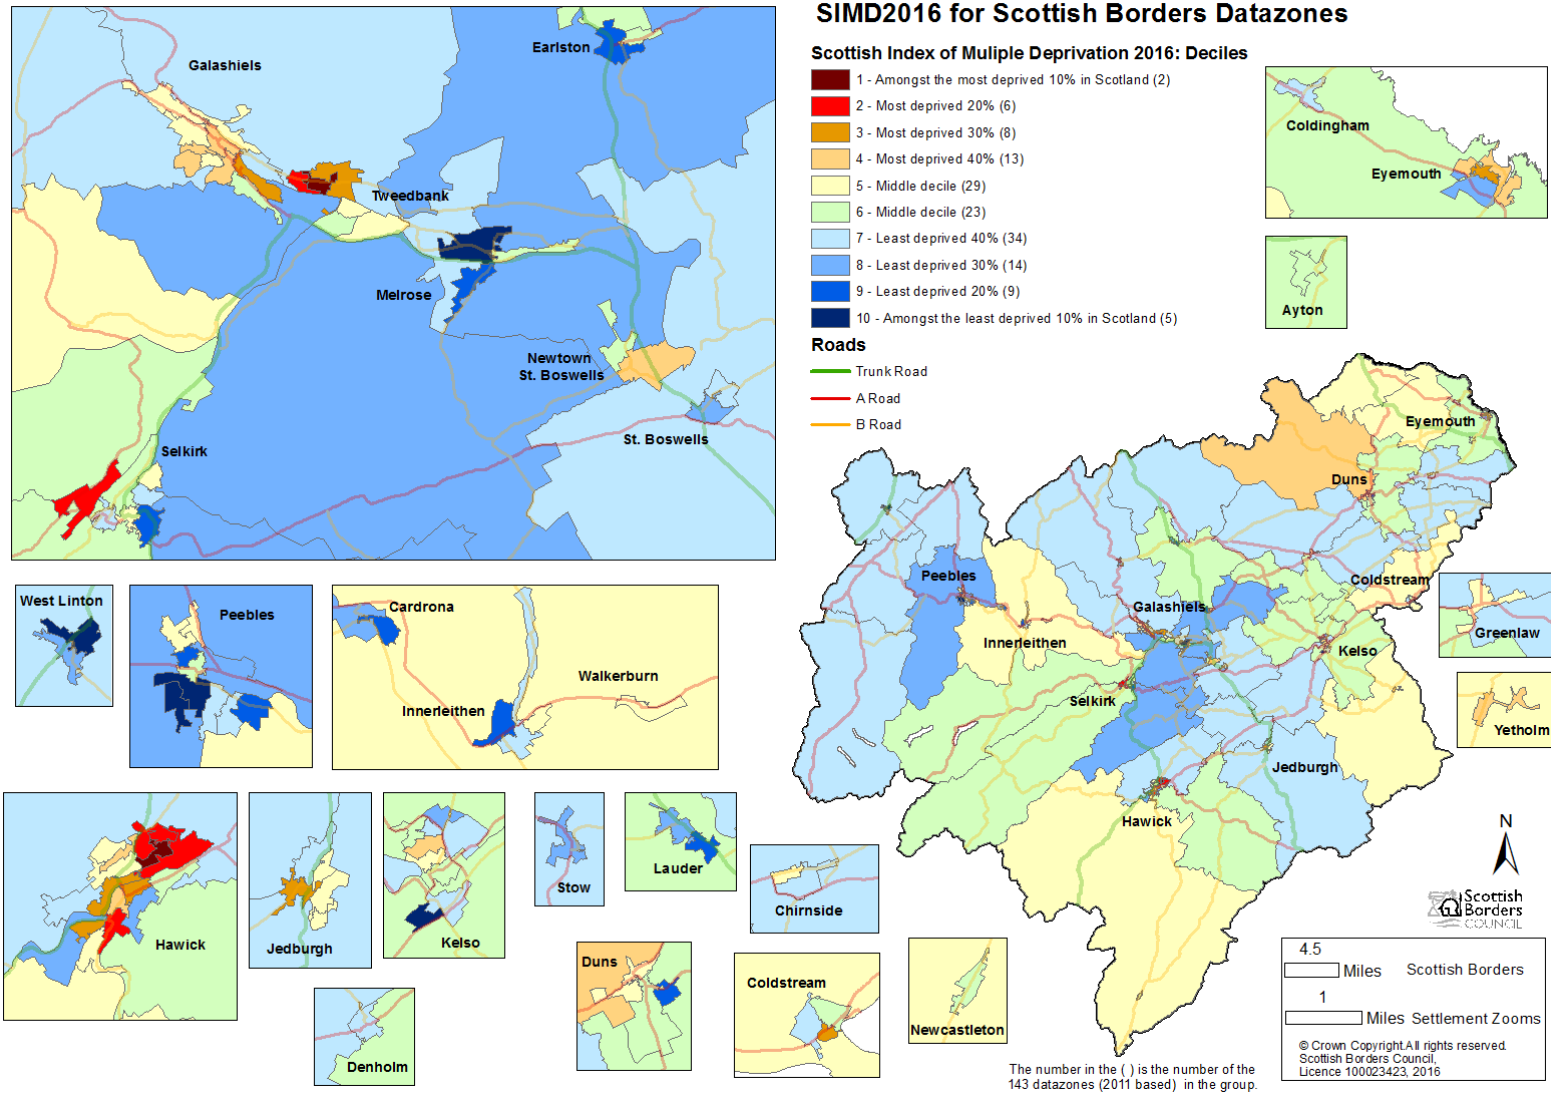 SIMD2016 for Scottish Borders Datazones
Scottish Index of Muliple Deprivation 2016: Deciles
1 - Amongst the most deprived 10% in Scotland (2)
2 - Most deprived 20% (6)
3 - Most deprived 30% (8)
4 - Most deprived 40% (13)
5 - Middle decile (29)
6 - Middle decile (23)
7 - Least deprived 40% (34)
8 - Least deprived 30% (14)
9 - Least deprived 20% (9)
10 - Amongst the least deprived 10% in Scotland (5)
Roads
Trunk Road
A Road
B Road
Earlston
Galashiels
Tweedbank
Melrose
Newtown
St. Boswells
St. Boswells
Selkirk
Coldingham
Eyemouth
Ayton
Eyemouth
Duns
Coldstream
Peebles
Galashiels
Innerleithen
Kelso
Selkirk
Jedburgh
Hawick
Greenlaw
Yetholm
West Linton
Peebles
Cardrona
Walkerburn
Innerleithen
Hawick
Jedburgh
Kelso
Stow
Lauder
Chirnside
Denholm
Duns
Coldstream
Newcastleton
N
Scottish
Borders
COUNCIL
4.5
Miles Scottish Borders
1
Miles Settlement Zooms
© Crown Copyright.All rights reserved.
Scottish Borders Council,
Licence 100023423, 2016
The number in the ( ) is the number of the
143 datazones (2011 based) in the group.